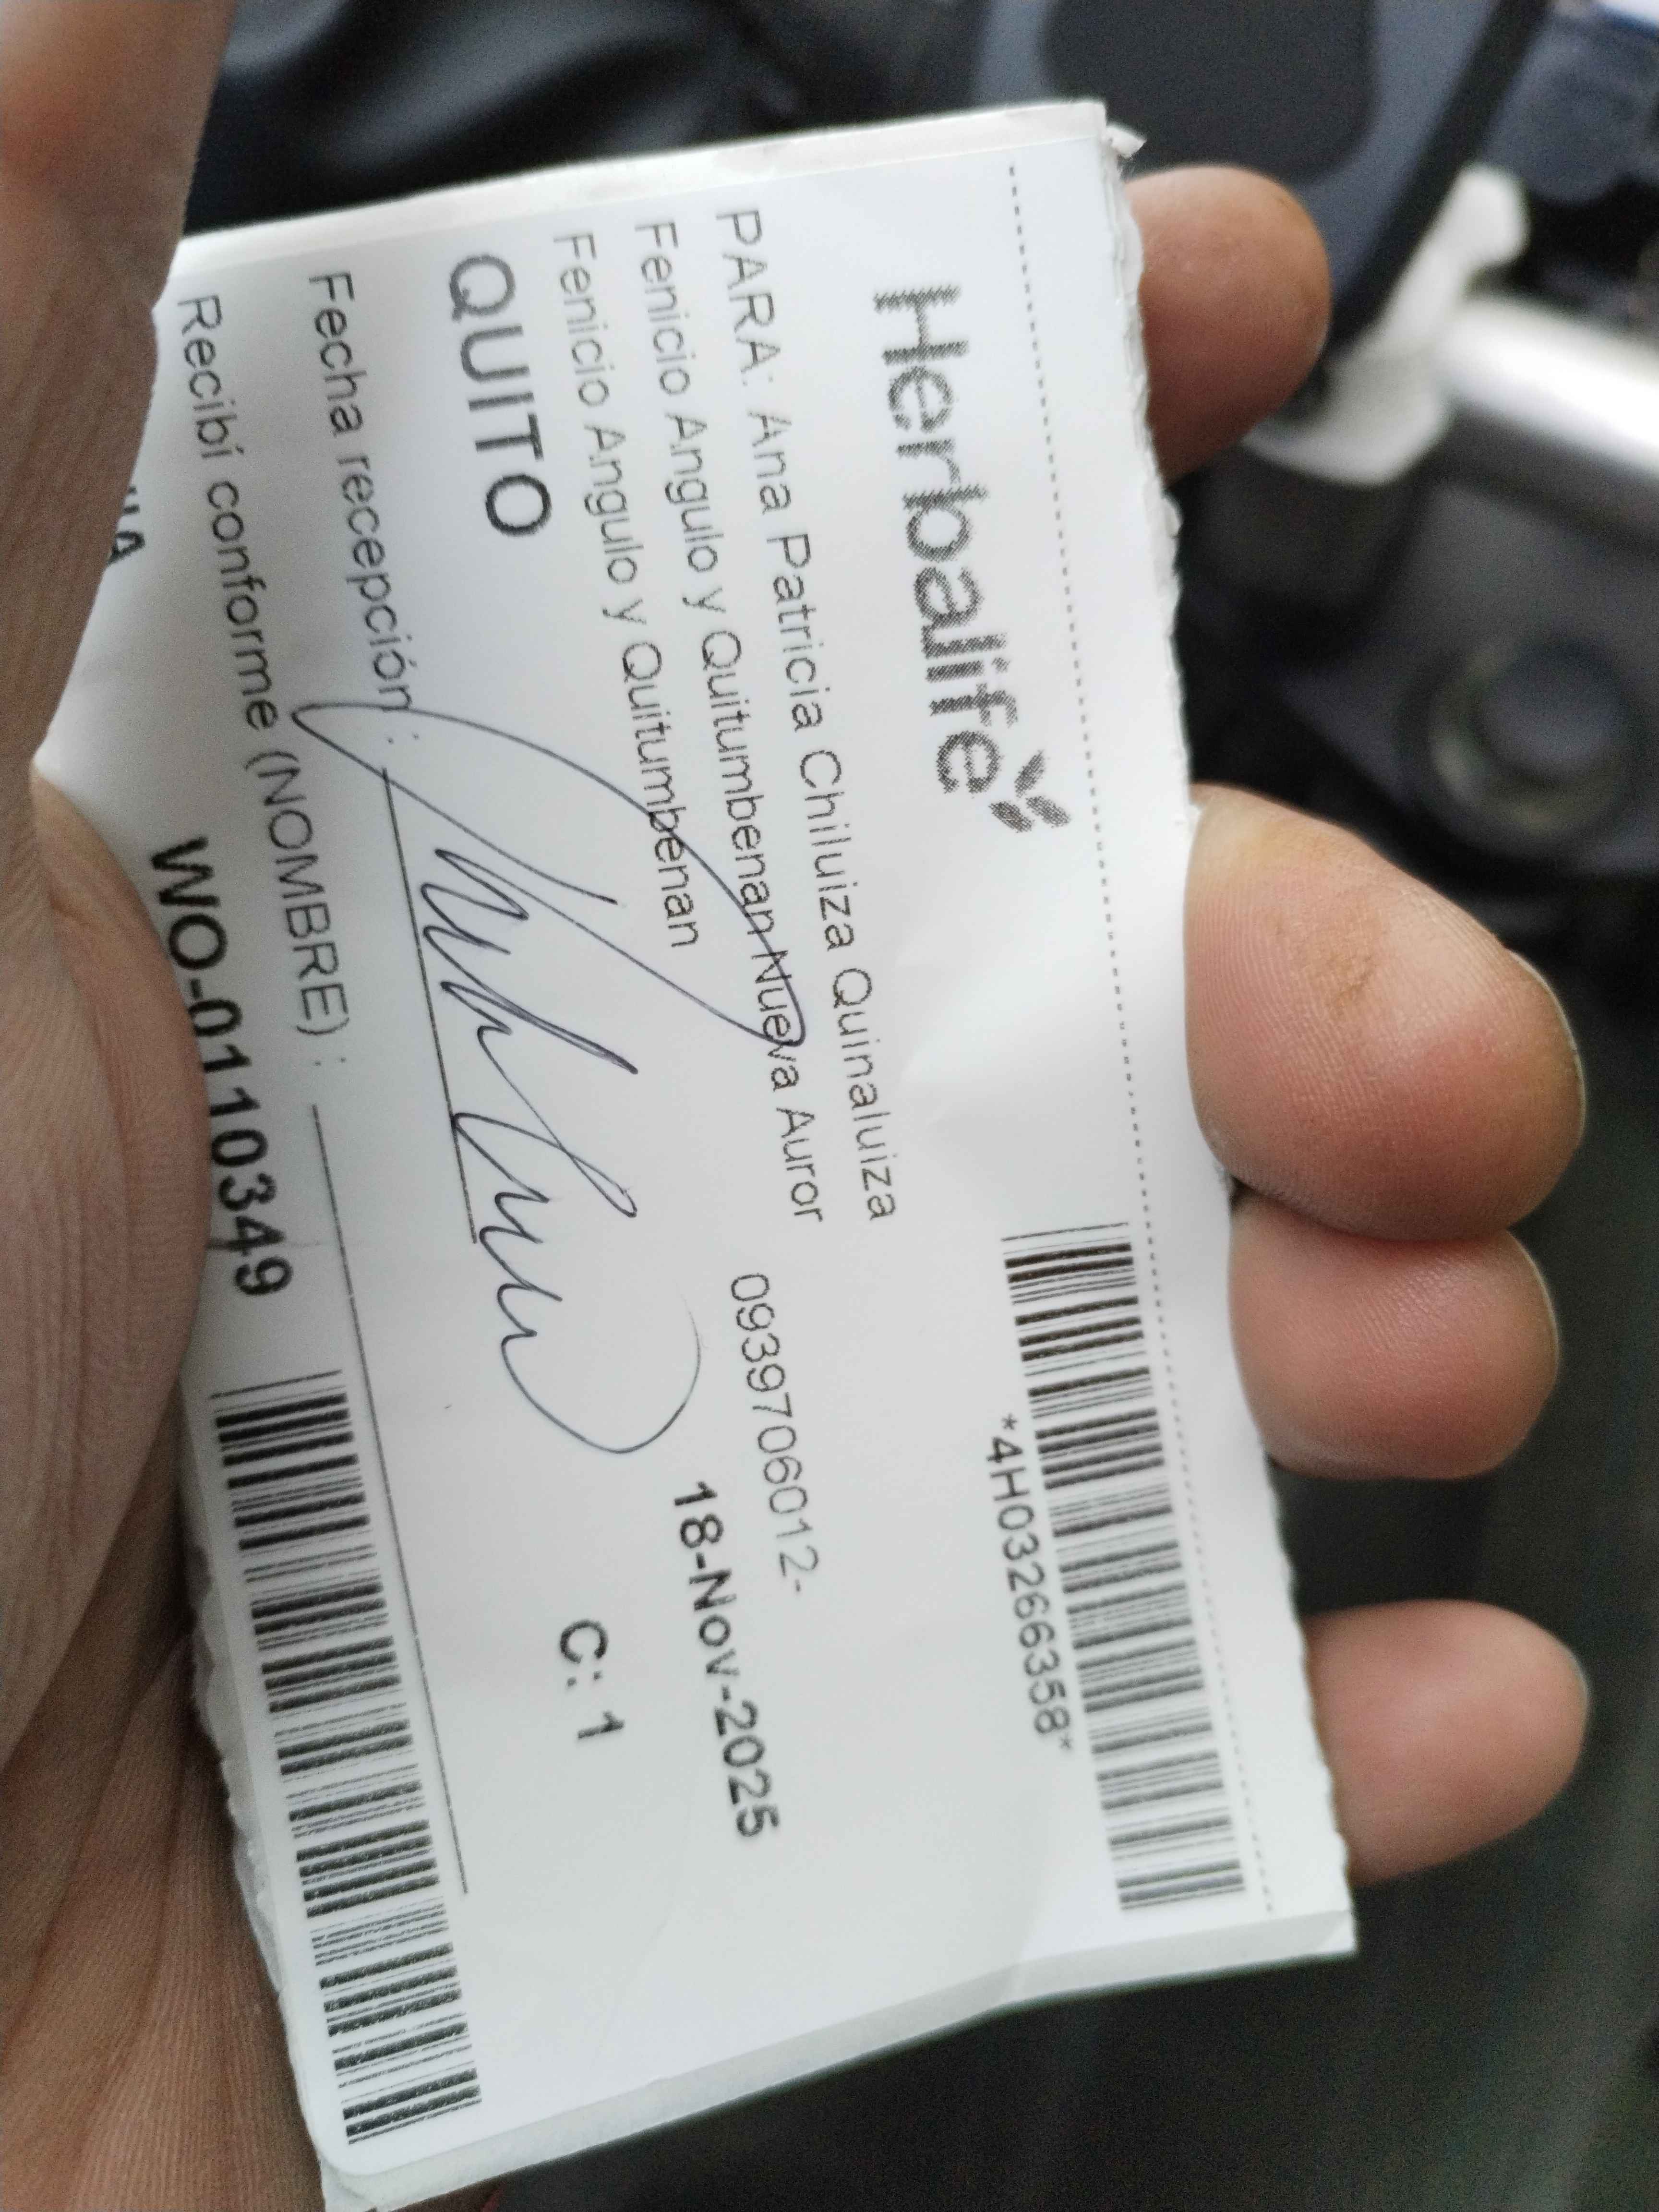 Herbalife
*4H03266358*
PARA: Ana Patricia Chiluiza Quinaluiza
Fenicio Angulo y Quitumbenan Nueva Auror
0939706012-
Fenicio Angulo y Quitumbenan
18-Nov-2025
QUITO
C: 1
Fecha recepción :
Recibí conforme (NOMBRE) :
WO-0110349